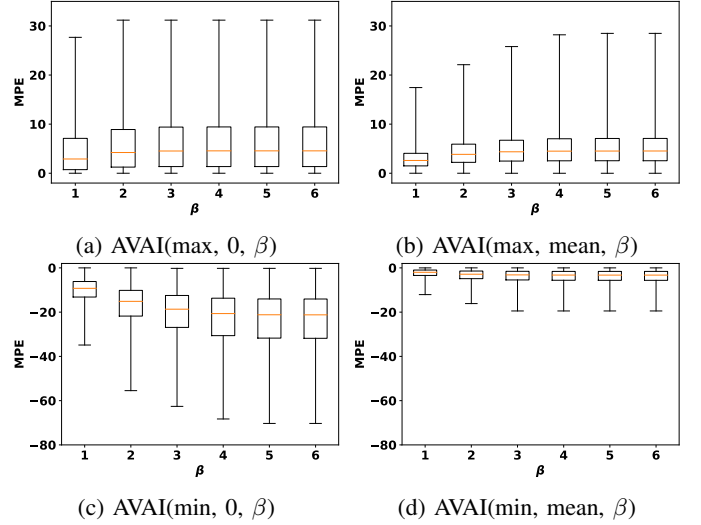 MPE
30
20
10
0
1 2 3 4 5 6
β
(a) AVAI(max, 0, β)
MPE
30
20
10
0
1 2 3 4 5 6
β
(b) AVAI(max, mean, β)
MPE
0
−20
−40
−60
−80
1 2 3 4 5 6
β
(c) AVAI(min, 0, β)
MPE
0
−20
−40
−60
−80
1 2 3 4 5 6
β
(d) AVAI(min, mean, β)